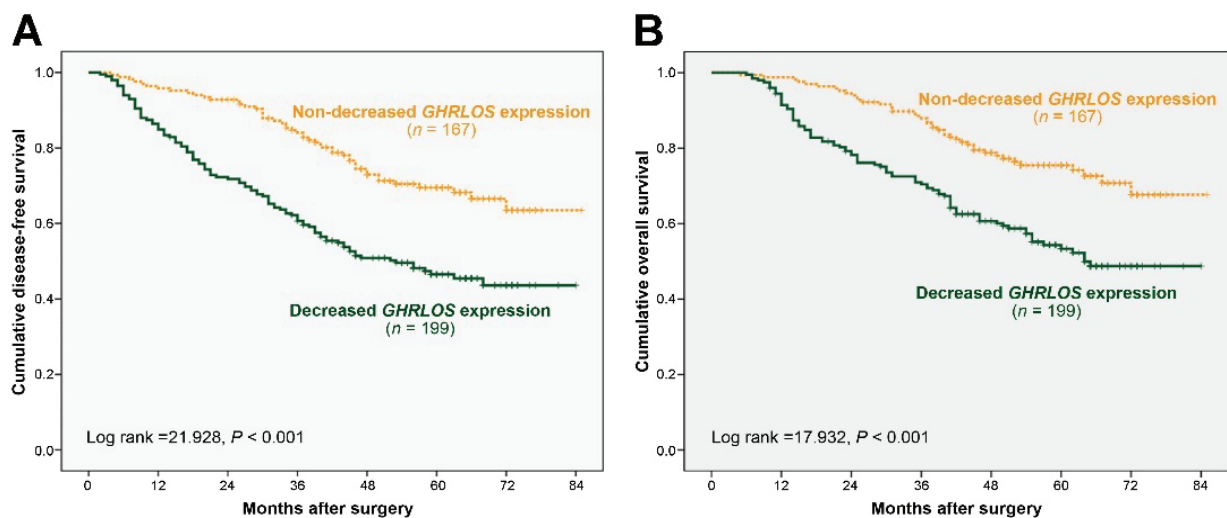 A
Cumulative disease-free survival
1.0
0.8
0.6
0.4
0.2
0.0
Non-decreased GHRLOS expression
(n = 167)
Decreased GHRLOS expression
(n = 199)
Log rank =21.928, P < 0.001
0 12 24 36 48 60 72 84
Months after surgery
B
Cumulative overall survival
1.0
0.8
0.6
0.4
0.2
0.0
Non-decreased GHRLOS expression
(n = 167)
Decreased GHRLOS expression
(n = 199)
Log rank =17.932, P < 0.001
0 12 24 36 48 60 72 84
Months after surgery